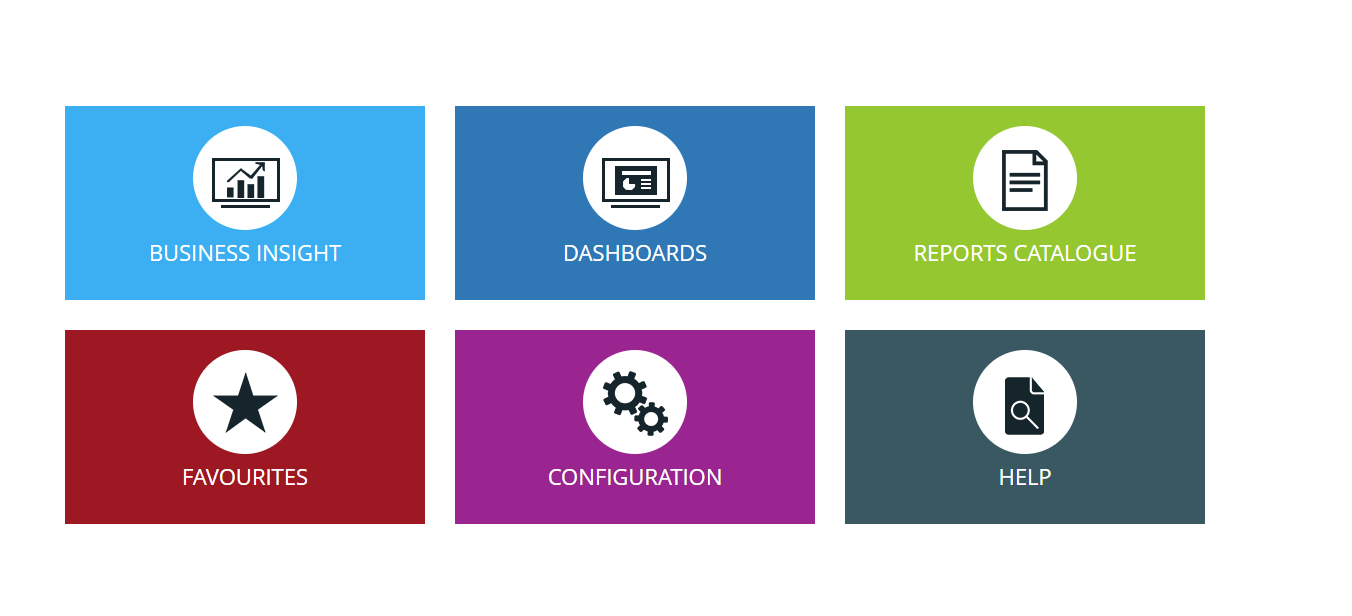 BUSINESS INSIGHT
DASHBOARDS
REPORTS CATALOGUE
FAVOURITES
CONFIGURATION
HELP